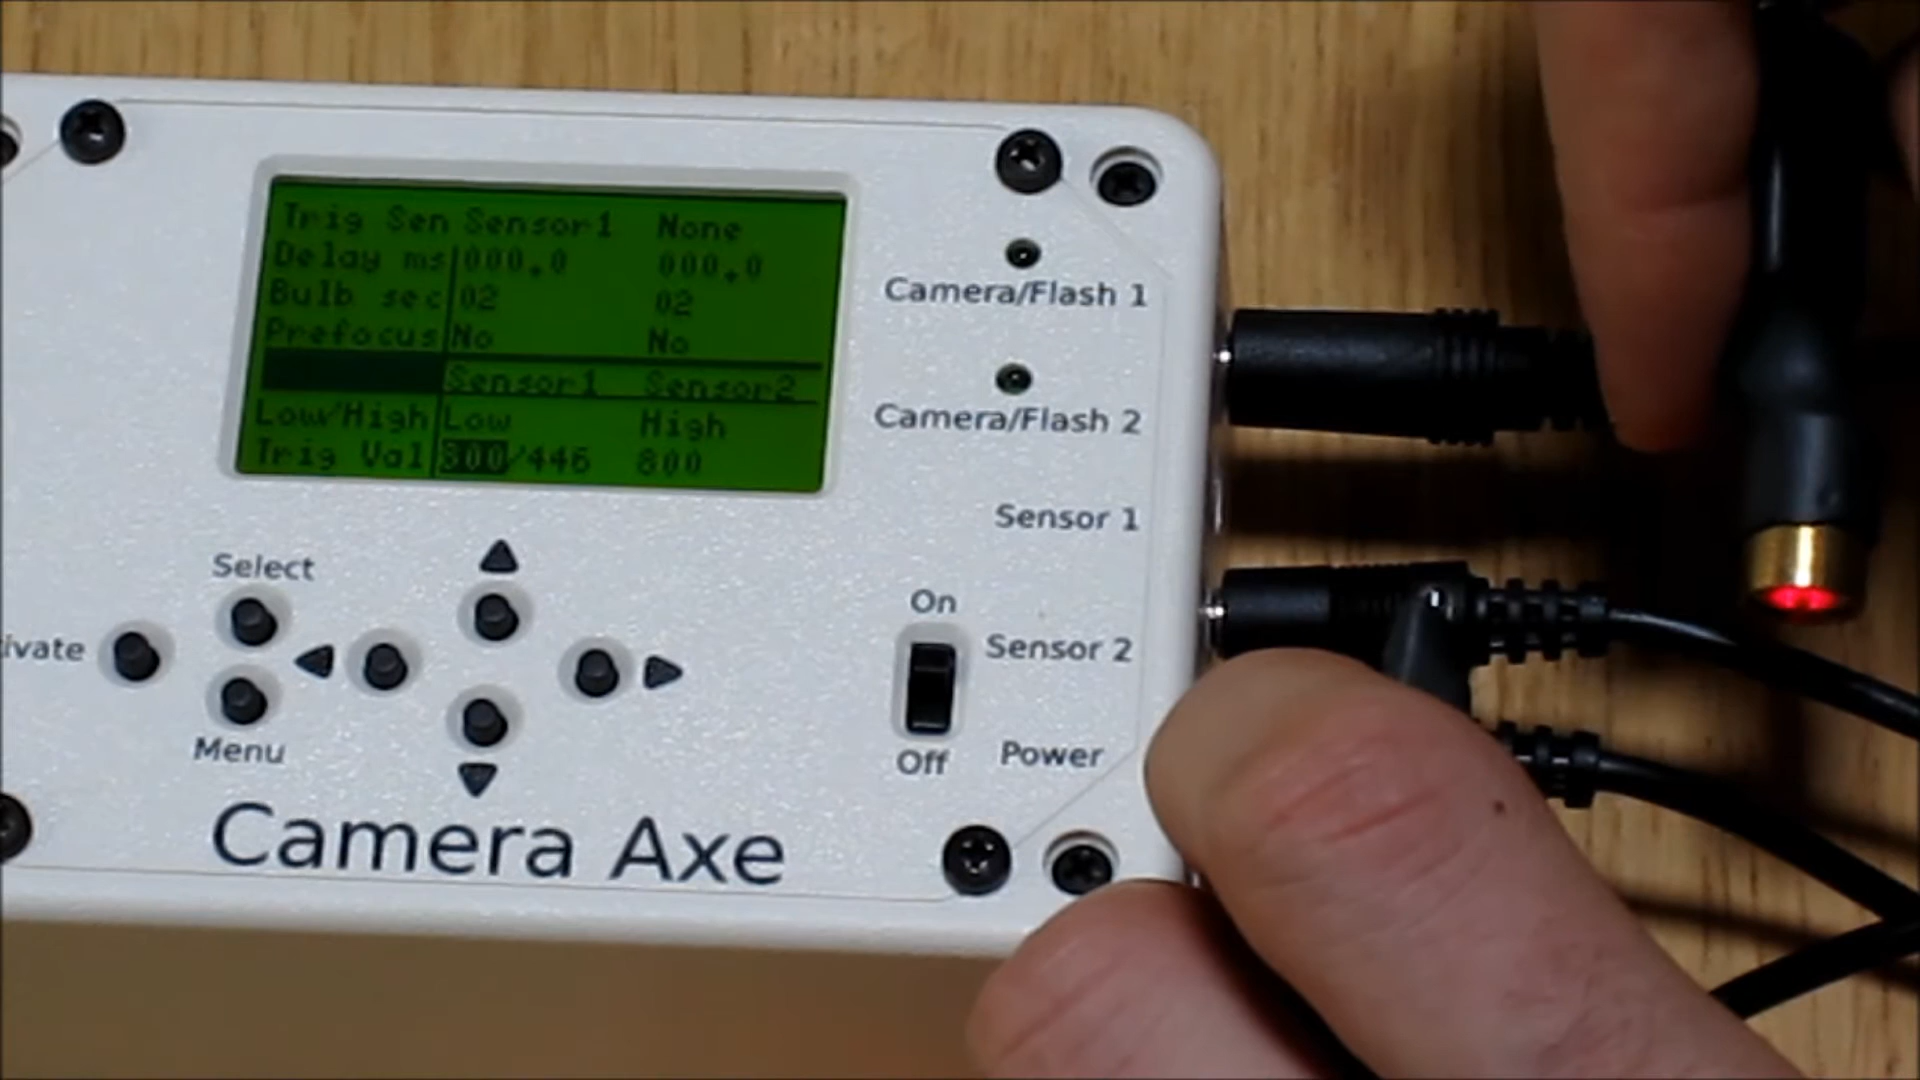 Trig Sen Sensor1 None
Delay ms 000.0 000.0
Bulb sec 02 02
Prefocus No No
Sensor1 Sensor2
Low/High Low High
Trig Val 800/446 800
Camera/Flash 1
Camera/Flash 2
Sensor 1
Select
On
ivate
Sensor 2
Menu
Off
Power
Camera Axe